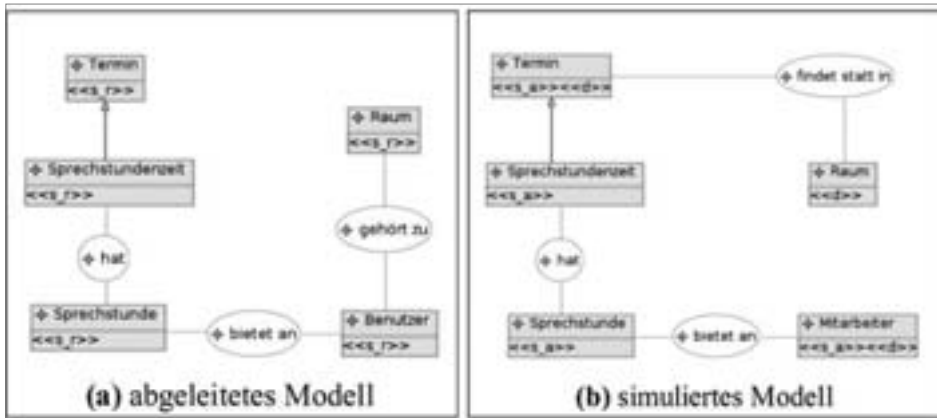 Termin
<<s_r>>
Raum
<<s_r>>
Sprechstundenzeit
<<s_r>>
gehört zu
hat
Sprechstunde
<<s_r>>
bietet an
Benutzer
<<s_r>>
(a) abgeleitetes Modell
Termin
<<s_a>><<d>>
findet statt in
Sprechstundenzeit
<<s_a>>
Raum
<<d>>
hat
Sprechstunde
<<s_a>>
bietet an
Mitarbeiter
<<s_a>><<d>>
(b) simuliertes Modell